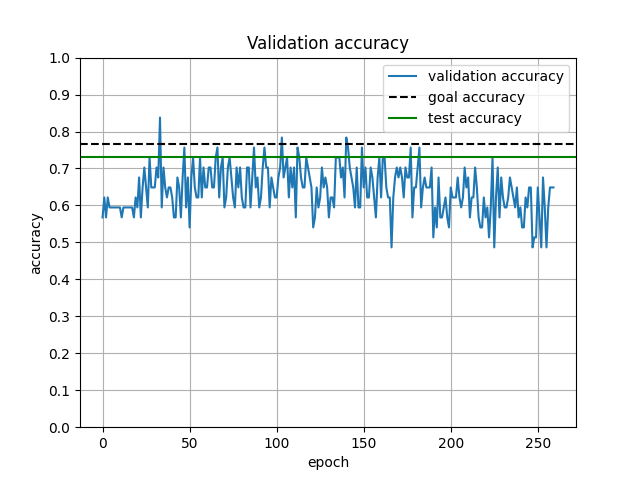 Validation accuracy
validation accuracy
goal accuracy
test accuracy
1.0
0.9
0.8
0.7
0.6
0.5
0.4
0.3
0.2
0.1
0.0
accuracy
0 50 100 150 200 250
epoch